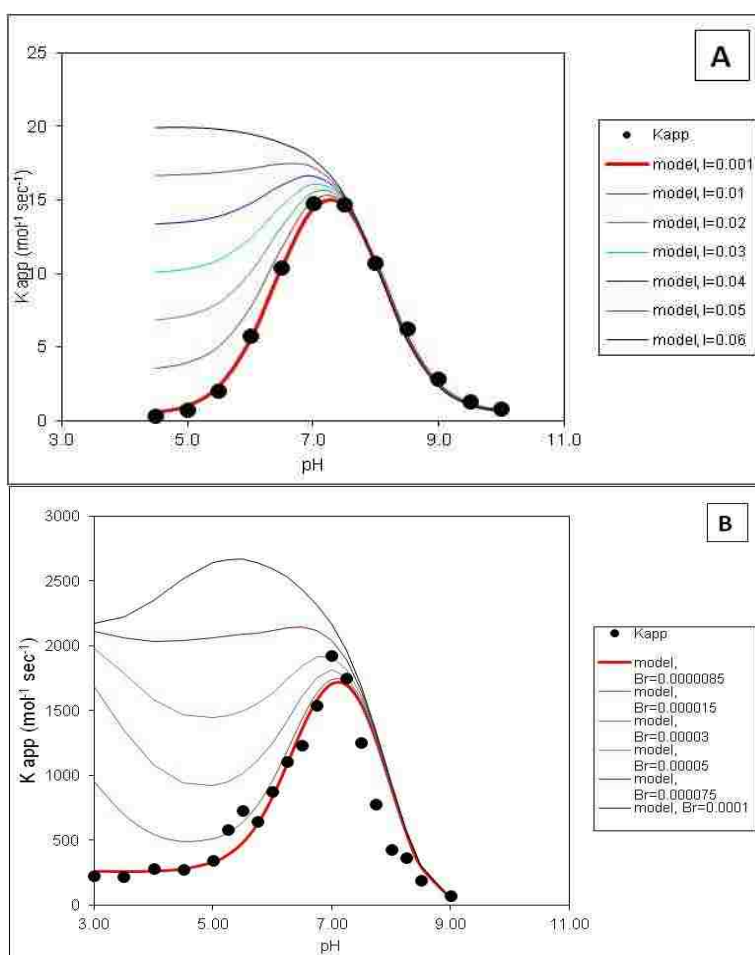 A
25
20
15
10
5
0
3.0 5.0 7.0 9.0 11.0
K app (mol-1 sec-1)
pH
Kapp
model, I=0.001
model, I=0.01
model, I=0.02
model, I=0.03
model, I=0.04
model, I=0.05
model, I=0.06
B
3000
2500
2000
1500
1000
500
0
3.00 5.00 7.00 9.00 11.00
K app (mol-1 sec-1)
pH
Kapp
model,
Br=0.0000085
model,
Br=0.000015
model,
Br=0.00003
model,
Br=0.00005
model,
Br=0.000075
model, Br=0.0001